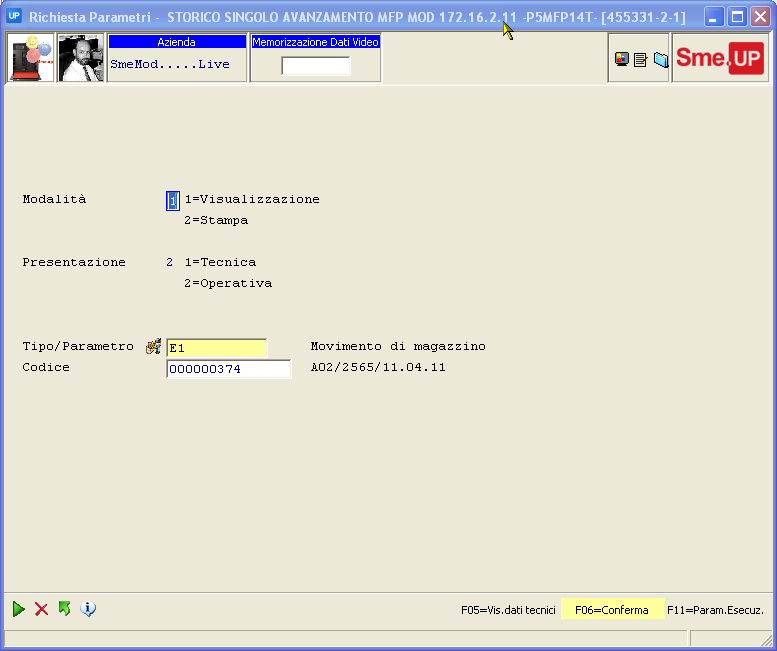 UP Richiesta Parametri - STORICO SINGOLO AVANZAMENTO MFP MOD 172.16.2.11 -P5MFP14T- [455331-2-1]
Azienda
Memorizzazione Dati Video
SmeMod.....Live
Sme.UP
Modalità 1 1=Visualizzazione
2=Stampa
Presentazione 2 1=Tecnica
2=Operativa
Tipo/Parametro E1 Movimento di magazzino
Codice 000000374 A02/2565/11.04.11
F05=Vis.dati tecnici F06=Conferma F11=Param.Esecuz.